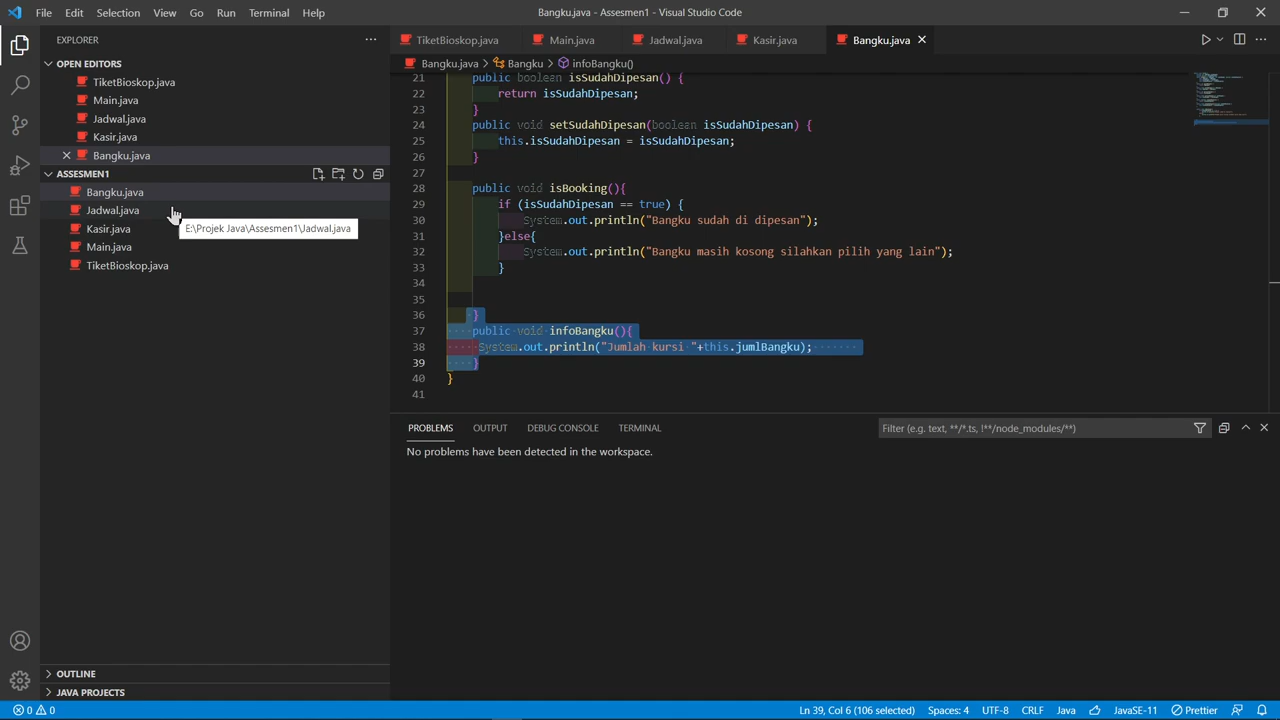 File Edit Selection View Go Run Terminal Help Bangku.java - Assesmen1 - Visual Studio Code
EXPLORER
OPEN EDITORS
TiketBioskop.java
Main.java
Jadwal.java
Kasir.java
Bangku.java
ASSESMEN1
Bangku.java
Jadwal.java
E:\Projek Java\Assesmen1\Jadwal.java
Kasir.java
Main.java
TiketBioskop.java
OUTLINE
JAVA PROJECTS
TiketBioskop.java Main.java Jadwal.java Kasir.java Bangku.java
Bangku.java > Bangku > infoBangku()
21 public boolean isSudahDipesan() {
22 return isSudahDipesan;
23 }
24 public void setSudahDipesan(boolean isSudahDipesan) {
25 this.isSudahDipesan = isSudahDipesan;
26 }
27
28 public void isBooking(){
29 if (isSudahDipesan == true) {
30 System.out.println("Bangku sudah di dipesan");
31 }else{
32 System.out.println("Bangku masih kosong silahkan pilih yang lain");
33 }
34
35
36 }
37 public void infoBangku(){
38 System.out.println("Jumlah kursi "+this.jumlBangku);
39 }
40 }
41
PROBLEMS OUTPUT DEBUG CONSOLE TERMINAL Filter (e.g. text, **/*.ts, !**/node_modules/**)
No problems have been detected in the workspace.
0 0 Ln 39, Col 6 (106 selected) Spaces: 4 UTF-8 CRLF Java JavaSE-11 Prettier